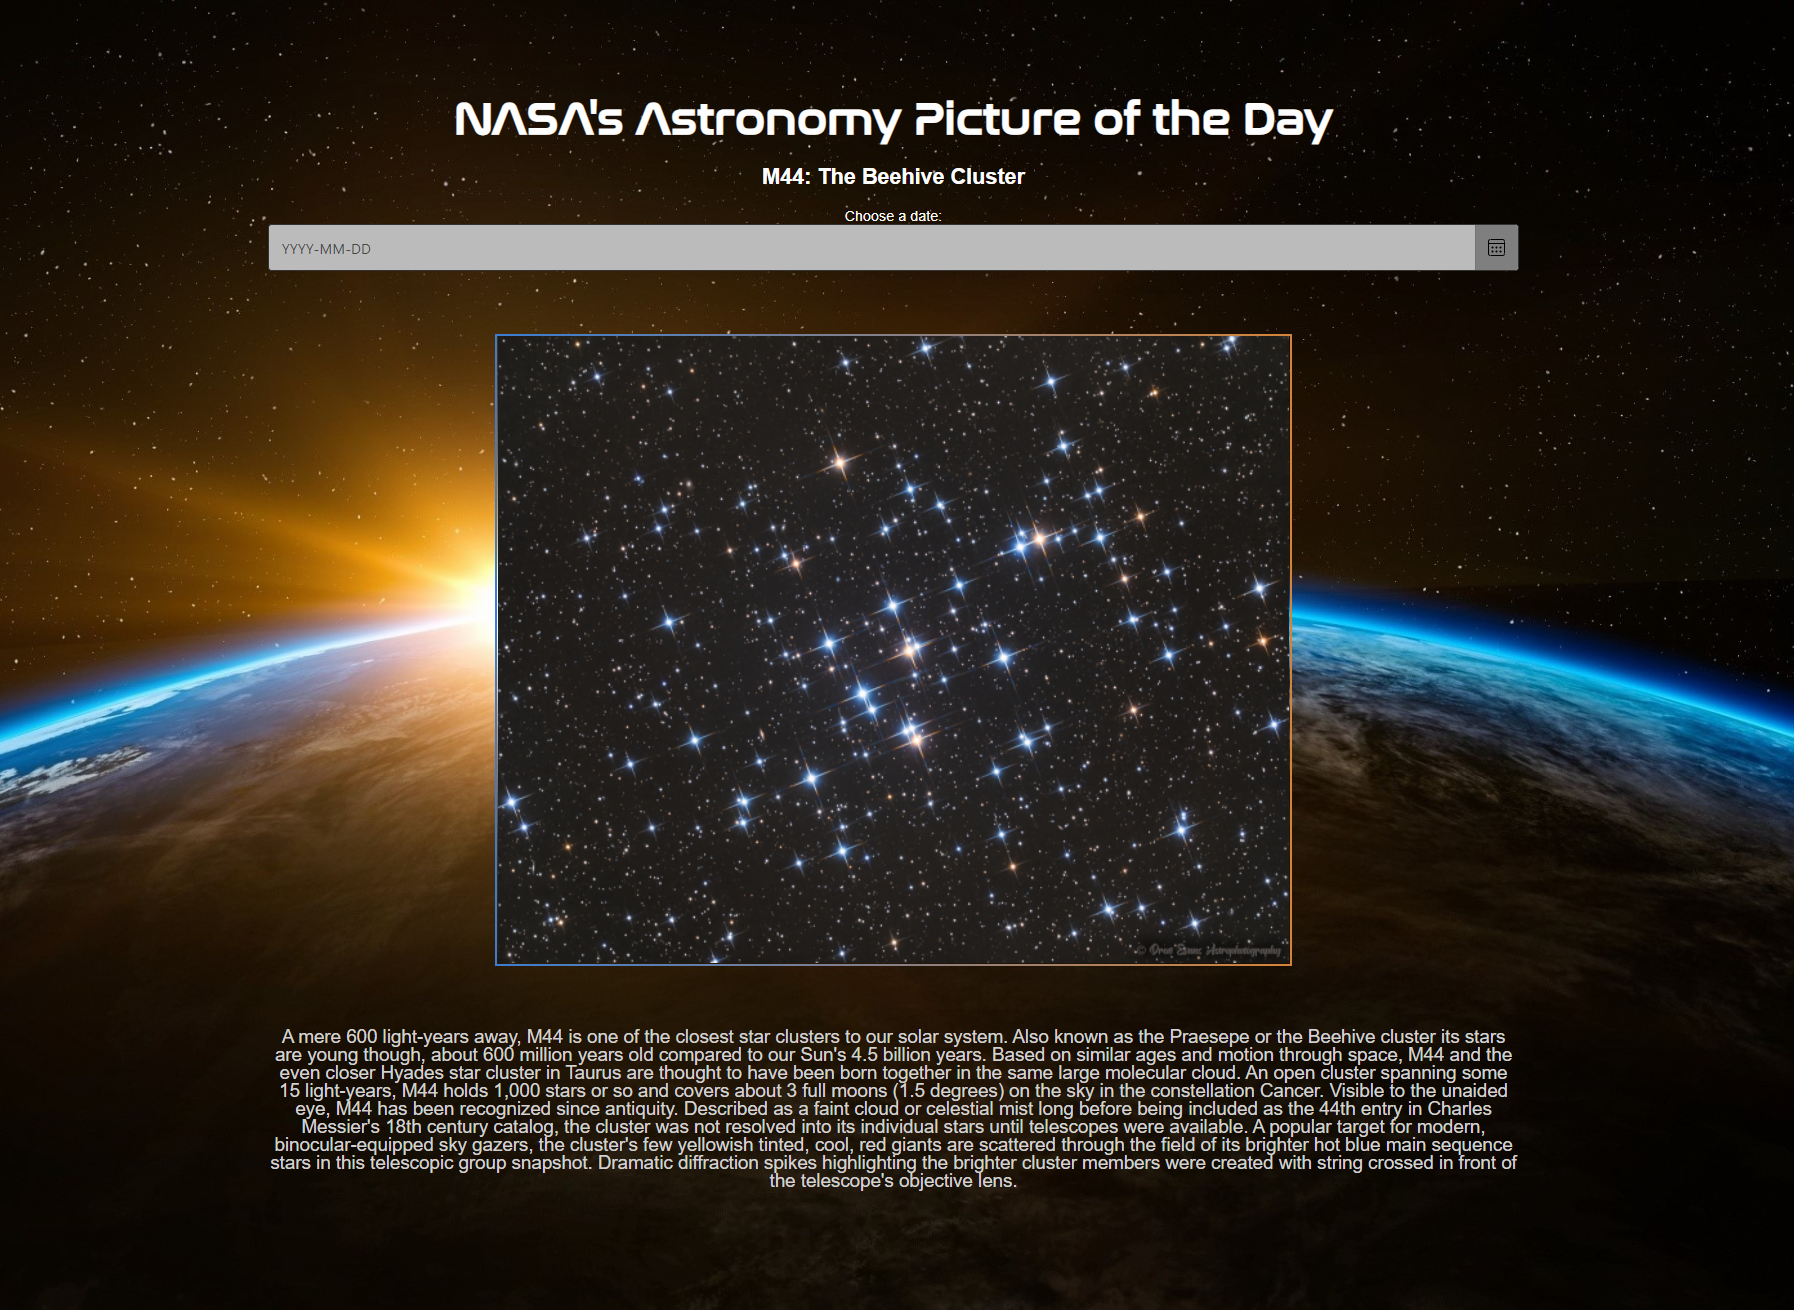 NASA's Astronomy Picture of the Day
M44: The Beehive Cluster
Choose a date:
YYYY-MM-DD
© Drew Evans Astrophotography
A mere 600 light-years away, M44 is one of the closest star clusters to our solar system. Also known as the Praesepe or the Beehive cluster its stars
are young though, about 600 million years old compared to our Sun's 4.5 billion years. Based on similar ages and motion through space, M44 and the
even closer Hyades star cluster in Taurus are thought to have been born together in the same large molecular cloud. An open cluster spanning some
15 light-years, M44 holds 1,000 stars or so and covers about 3 full moons (1.5 degrees) on the sky in the constellation Cancer. Visible to the unaided
eye, M44 has been recognized since antiquity. Described as a faint cloud or celestial mist long before being included as the 44th entry in Charles
Messier's 18th century catalog, the cluster was not resolved into its individual stars until telescopes were available. A popular target for modern,
binocular-equipped sky gazers, the cluster's few yellowish tinted, cool, red giants are scattered through the field of its brighter hot blue main sequence
stars in this telescopic group snapshot. Dramatic diffraction spikes highlighting the brighter cluster members were created with string crossed in front of
the telescope's objective lens.